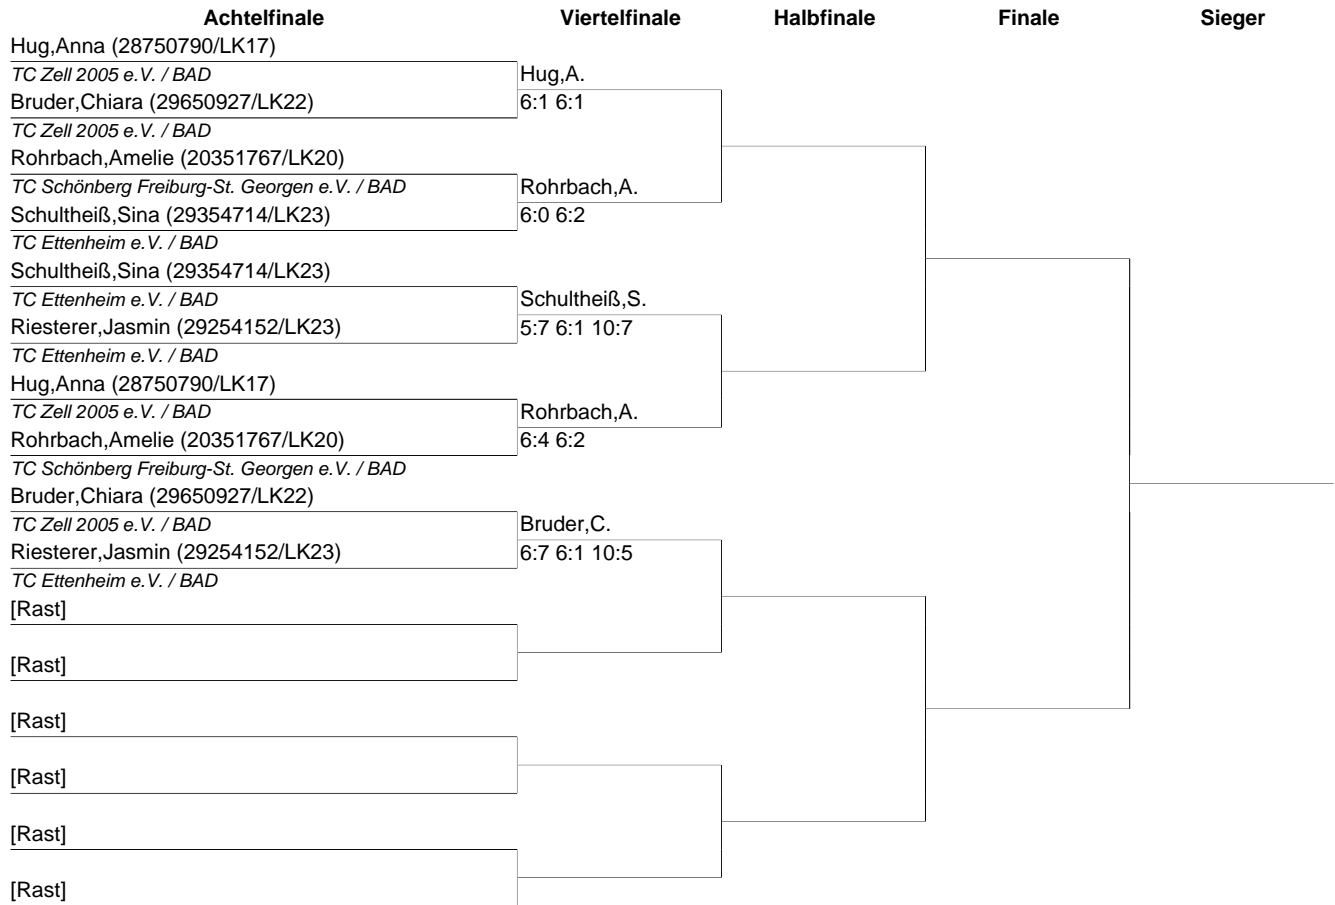 Achtelfinale Viertelfinale Halbfinale Finale Sieger
Hug,Anna (28750790/LK17)
TC Zell 2005 e.V. / BAD Hug,A.
Bruder,Chiara (29650927/LK22) 6:1 6:1
TC Zell 2005 e.V. / BAD
Rohrbach,Amelie (20351767/LK20)
TC Schönberg Freiburg-St. Georgen e.V. / BAD Rohrbach,A.
Schultheiß,Sina (29354714/LK23) 6:0 6:2
TC Ettenheim e.V. / BAD
Schultheiß,Sina (29354714/LK23)
TC Ettenheim e.V. / BAD Schultheiß,S.
Riesterer,Jasmin (29254152/LK23) 5:7 6:1 10:7
TC Ettenheim e.V. / BAD
Hug,Anna (28750790/LK17)
TC Zell 2005 e.V. / BAD Rohrbach,A.
Rohrbach,Amelie (20351767/LK20) 6:4 6:2
TC Schönberg Freiburg-St. Georgen e.V. / BAD
Bruder,Chiara (29650927/LK22)
TC Zell 2005 e.V. / BAD Bruder,C.
Riesterer,Jasmin (29254152/LK23) 6:7 6:1 10:5
TC Ettenheim e.V. / BAD
[Rast]
[Rast]
[Rast]
[Rast]
[Rast]
[Rast]